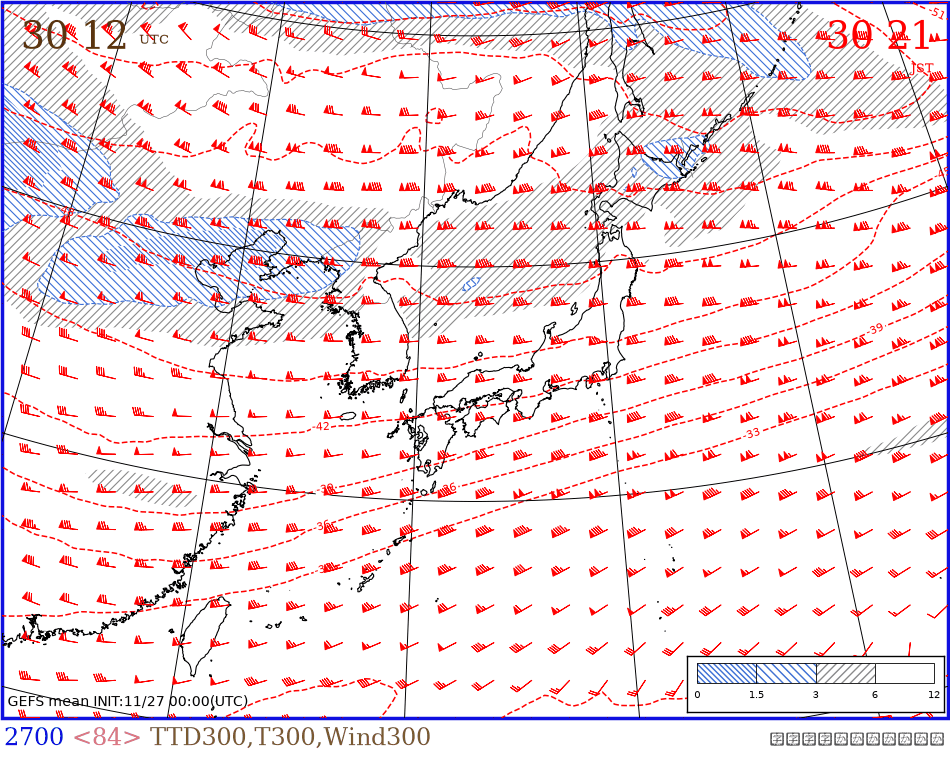 30 12 UTC
30 21
JST
-51
-39
-33
-42
-39
-36
-36
GEFS mean INIT:11/27 00:00(UTC)
0 1.5 3 6 12
2700 <84> TTD300,T300,Wind300